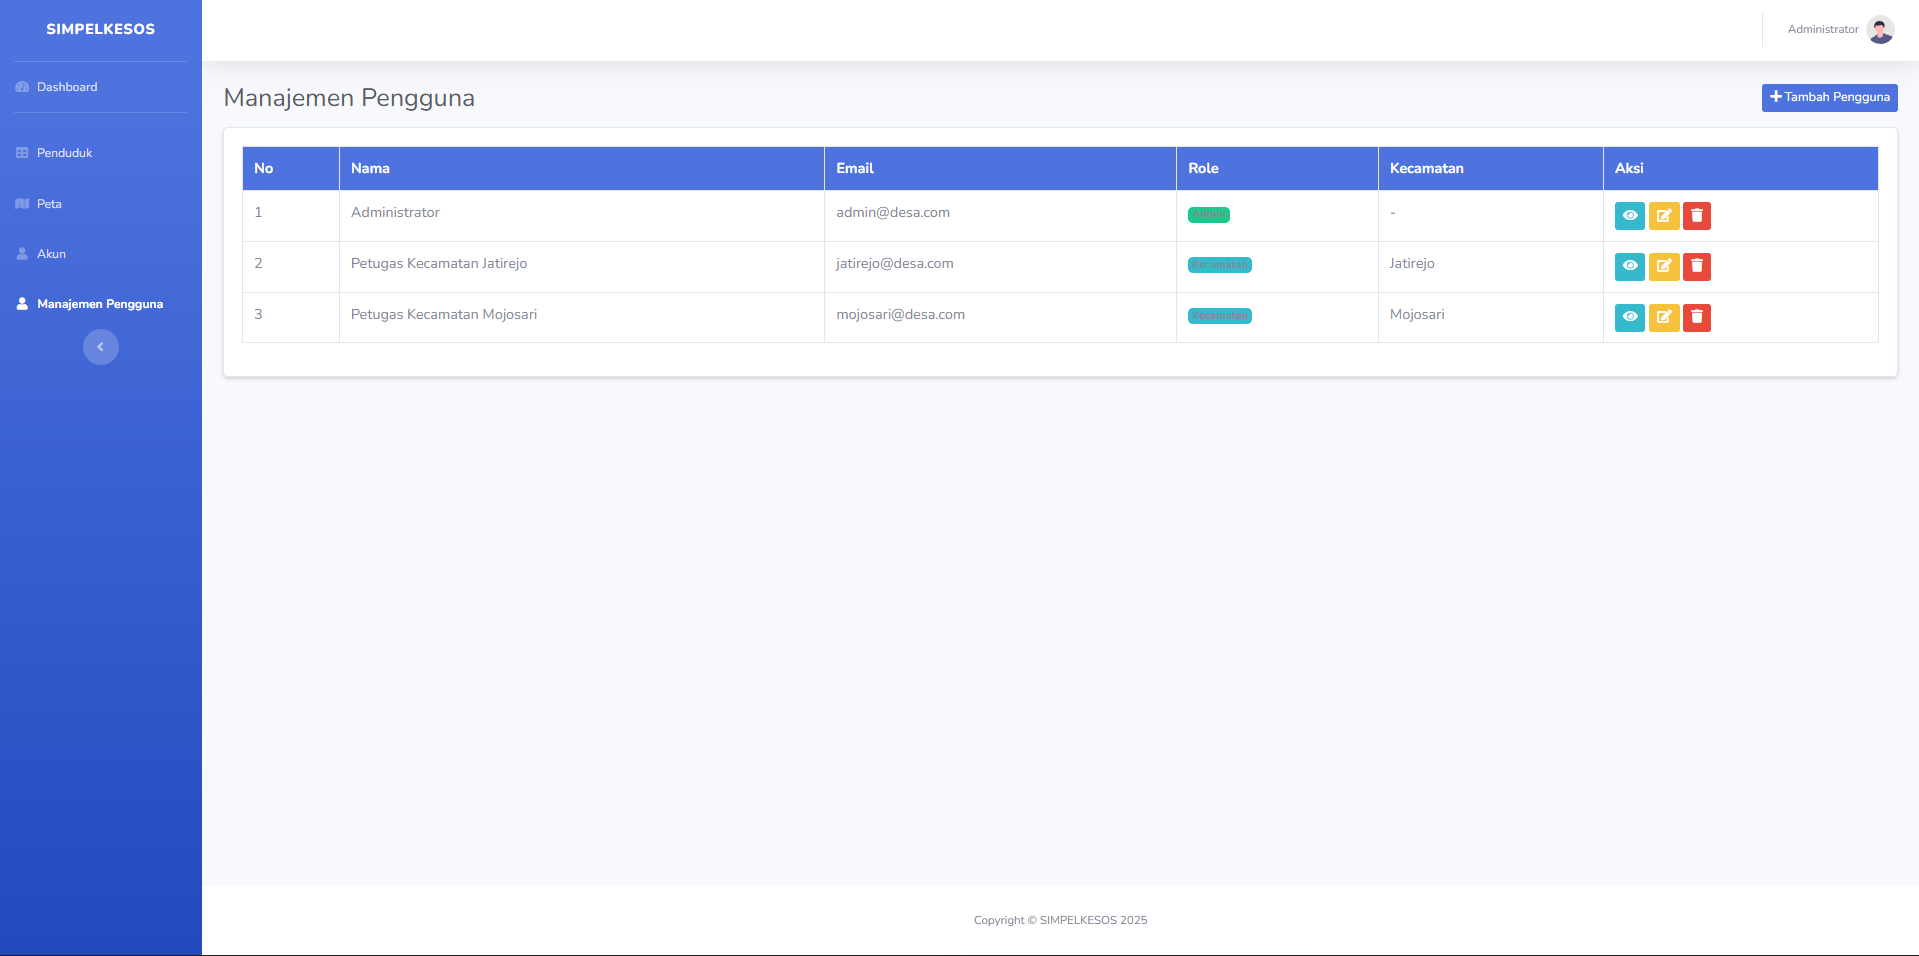 SIMPELKESOS
Administrator
Dashboard
Penduduk
Peta
Akun
Manajemen Pengguna
Manajemen Pengguna
Tambah Pengguna
No Nama Email Role Kecamatan Aksi
1 Administrator admin@desa.com Admin -
2 Petugas Kecamatan Jatirejo jatirejo@desa.com Kecamatan Jatirejo
3 Petugas Kecamatan Mojosari mojosari@desa.com Kecamatan Mojosari
Copyright © SIMPELKESOS 2025